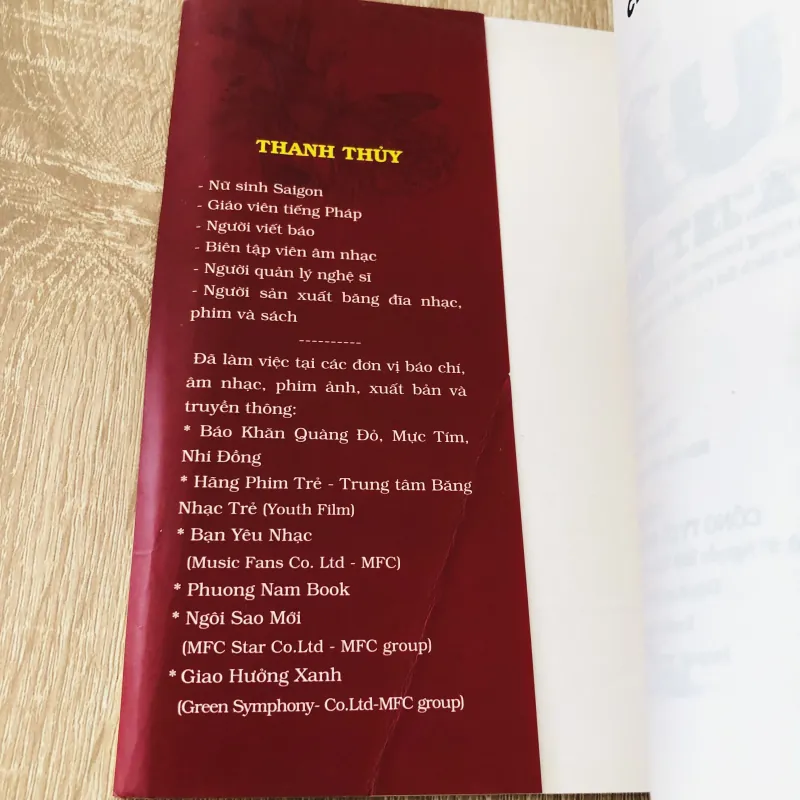 THANH THỦY
- Nữ sinh Saigon
- Giáo viên tiếng Pháp
- Người viết báo
- Biên tập viên âm nhạc
- Người quản lý nghệ sĩ
- Người sản xuất băng đĩa nhạc,
phim và sách
----------
Đã làm việc tại các đơn vị báo chí,
âm nhạc, phim ảnh, xuất bản và
truyền thông:
* Báo Khăn Quàng Đỏ, Mực Tím,
Nhi Đồng
* Hãng Phim Trẻ - Trung tâm Băng
Nhạc Trẻ (Youth Film)
* Bạn Yêu Nhạc
(Music Fans Co. Ltd - MFC)
* Phuong Nam Book
* Ngôi Sao Mới
(MFC Star Co.Ltd - MFC group)
* Giao Hưởng Xanh
(Green Symphony- Co.Ltd-MFC group)